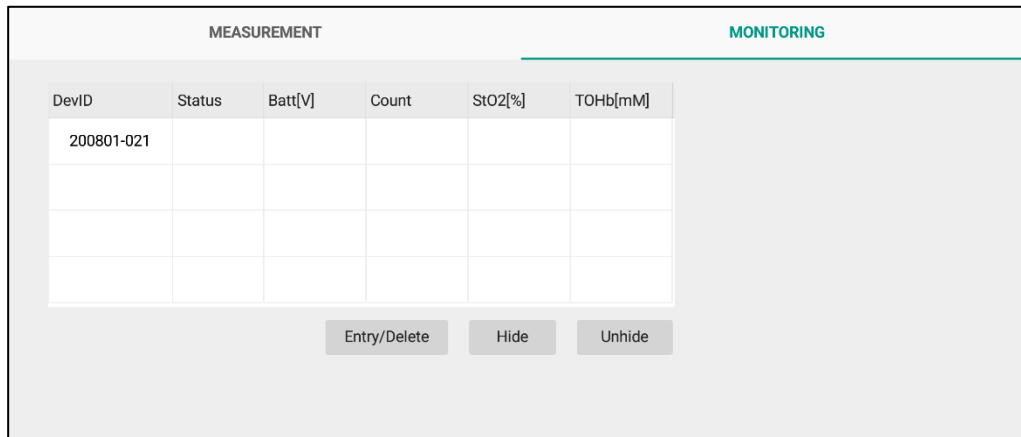 MEASUREMENT MONITORING
DevID Status Batt[V] Count StO2[%] TOHb[mM]
200801-021
Entry/Delete Hide Unhide